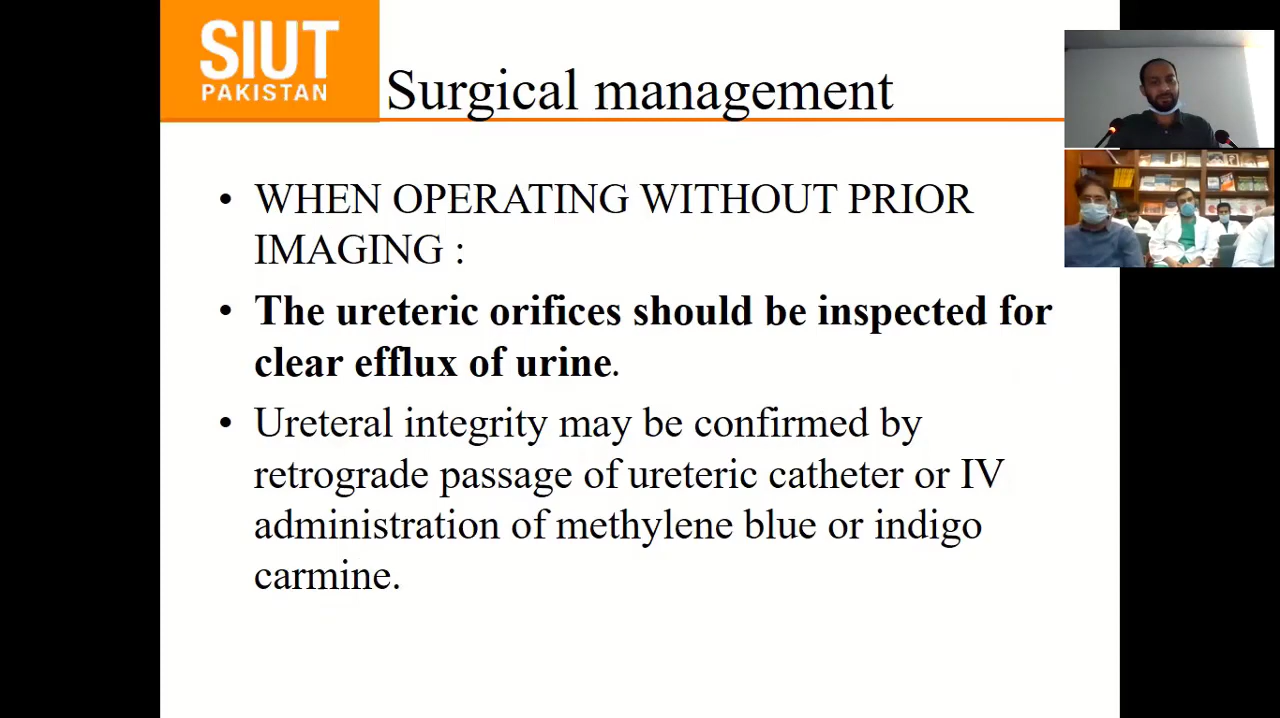 SIUT
PAKISTAN
Surgical management
• WHEN OPERATING WITHOUT PRIOR
IMAGING :
• The ureteric orifices should be inspected for
clear efflux of urine.
• Ureteral integrity may be confirmed by
retrograde passage of ureteric catheter or IV
administration of methylene blue or indigo
carmine.